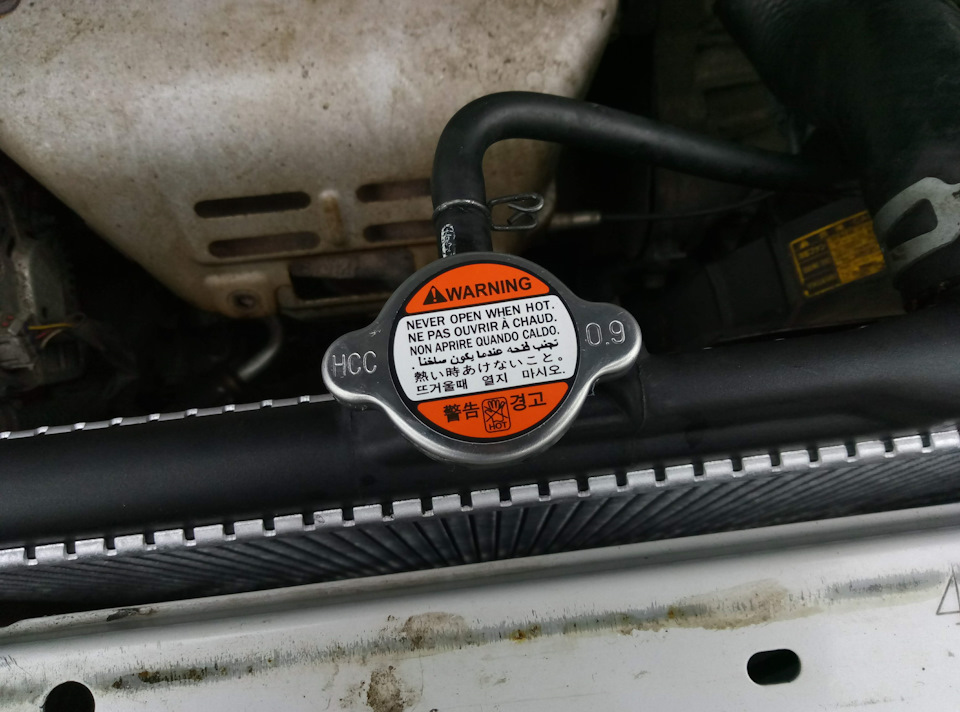 WARNING
NEVER OPEN WHEN HOT.
NE PAS OUVRIR À CHAUD.
NON APRIRE QUANDO CALDO.
تجنب فتحه عندما يكون ساخنا.
熱い時あけないこと。
뜨거울때 열지 마시오.
警告 HOT 경고
HCC
0.9